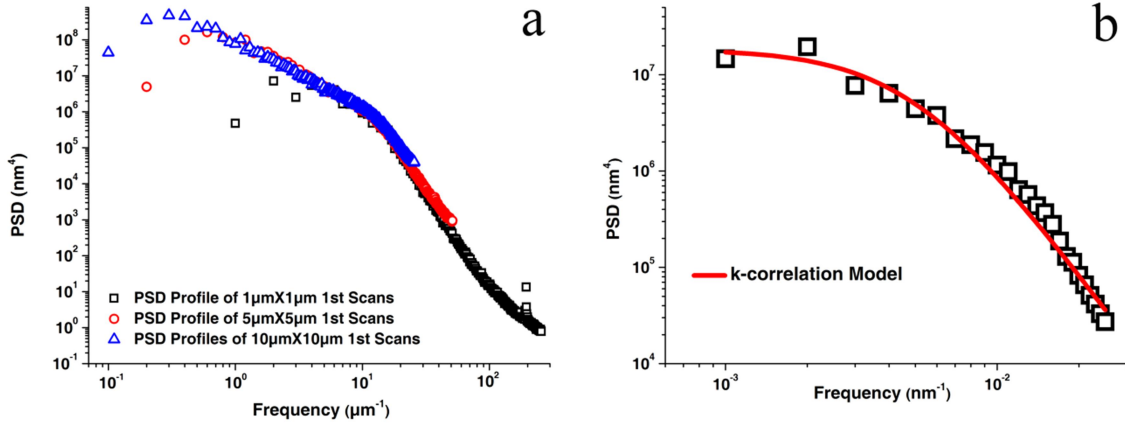 a
10⁸
10⁷
10⁶
10⁵
10⁴
10³
10²
10¹
10⁰
10⁻¹
PSD (nm⁴)
PSD Profile of 1μmX1μm 1st Scans
PSD Profile of 5μmX5μm 1st Scans
PSD Profiles of 10μmX10μm 1st Scans
10⁻¹ 10⁰ 10¹ 10²
Frequency (μm⁻¹)
b
10⁷
10⁶
10⁵
10⁴
PSD (nm⁴)
k-correlation Model
10⁻³ 10⁻²
Frequency (nm⁻¹)